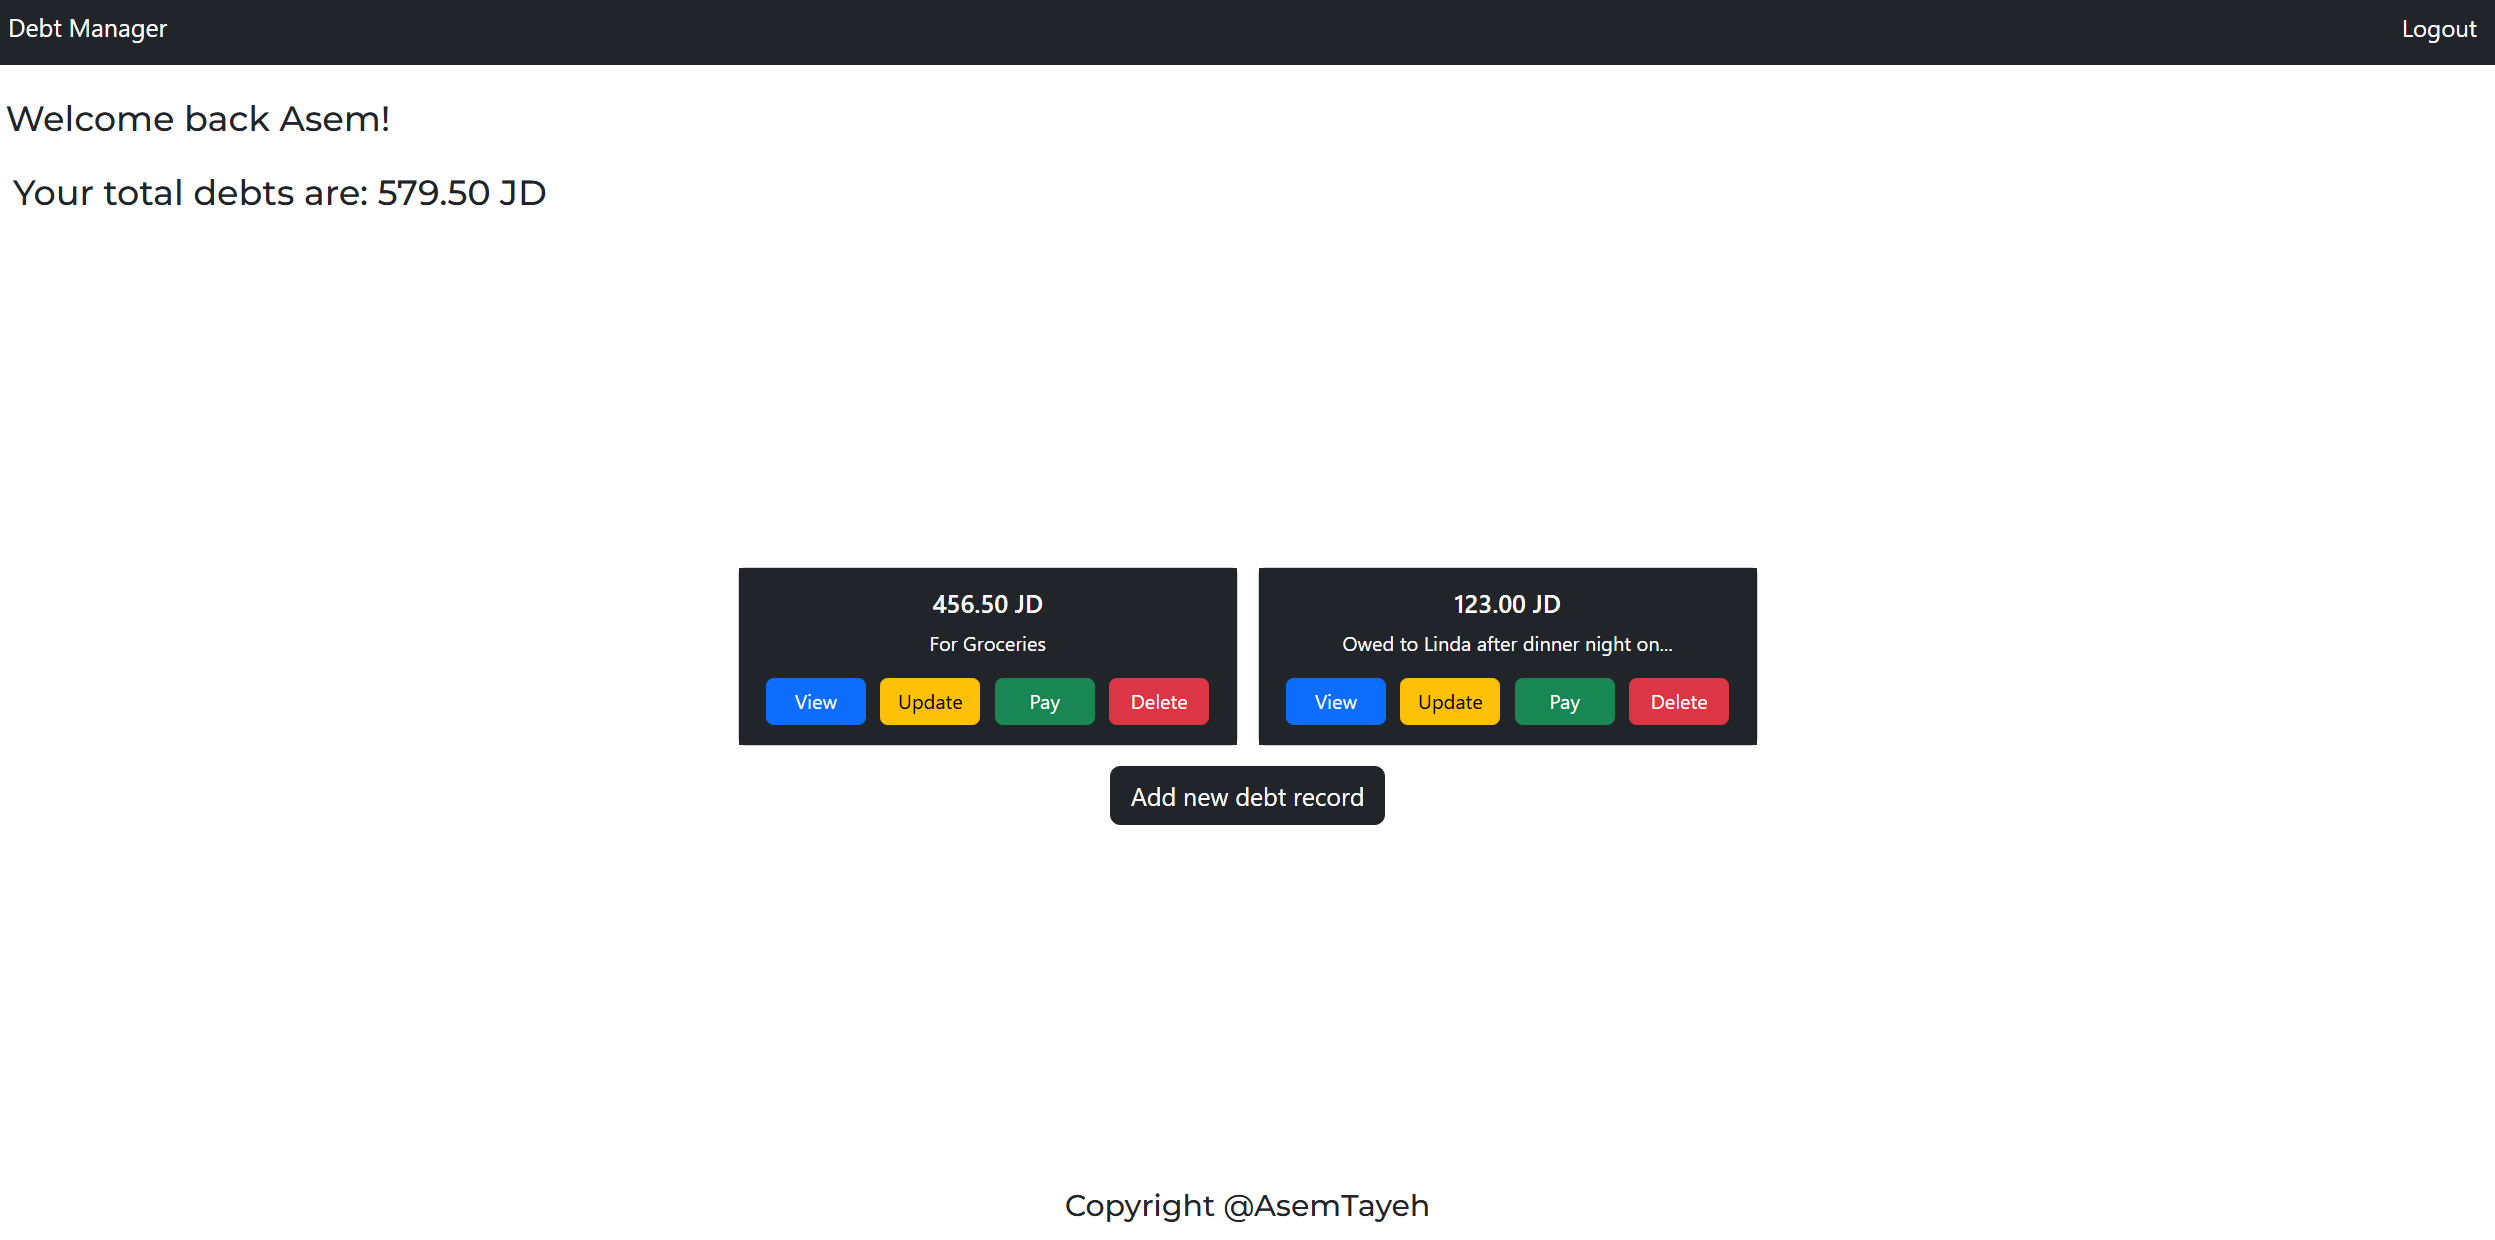 Debt Manager
Logout
Welcome back Asem!
Your total debts are: 579.50 JD
456.50 JD
For Groceries
View Update Pay Delete
123.00 JD
Owed to Linda after dinner night on...
View Update Pay Delete
Add new debt record
Copyright @AsemTayeh